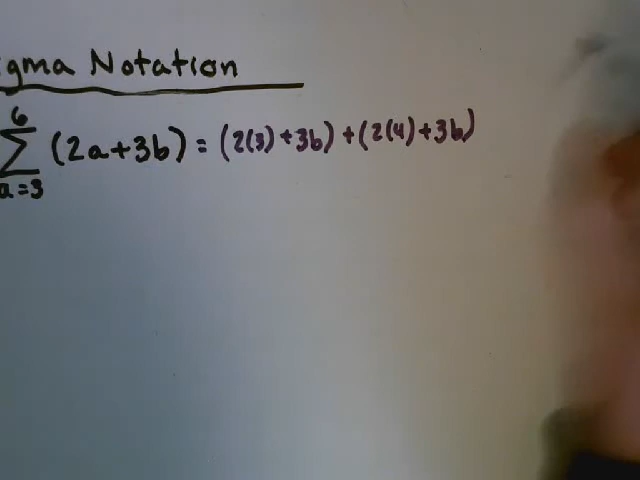 gma Notation
6
∑ (2a+3b) = (2(3)+3b) + (2(4)+3b)
a=3